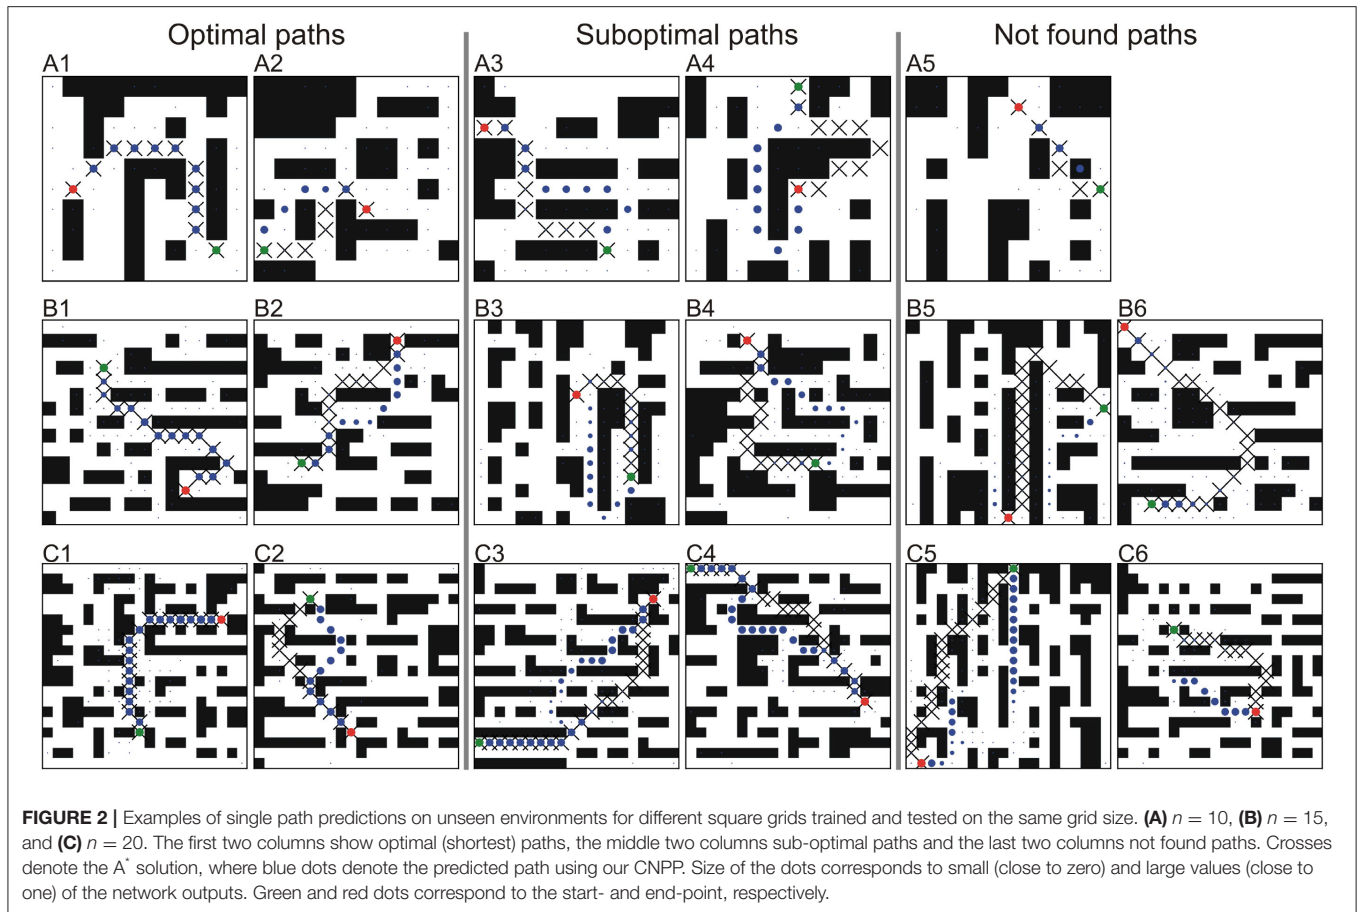 Optimal paths
Suboptimal paths
Not found paths
A1
A2
A3
A4
A5
B1
B2
B3
B4
B5
B6
C1
C2
C3
C4
C5
C6
FIGURE 2 | Examples of single path predictions on unseen environments for different square grids trained and tested on the same grid size. (A) n = 10, (B) n = 15,
and (C) n = 20. The first two columns show optimal (shortest) paths, the middle two columns sub-optimal paths and the last two columns not found paths. Crosses
denote the A* solution, where blue dots denote the predicted path using our CNPP. Size of the dots corresponds to small (close to zero) and large values (close to
one) of the network outputs. Green and red dots correspond to the start- and end-point, respectively.